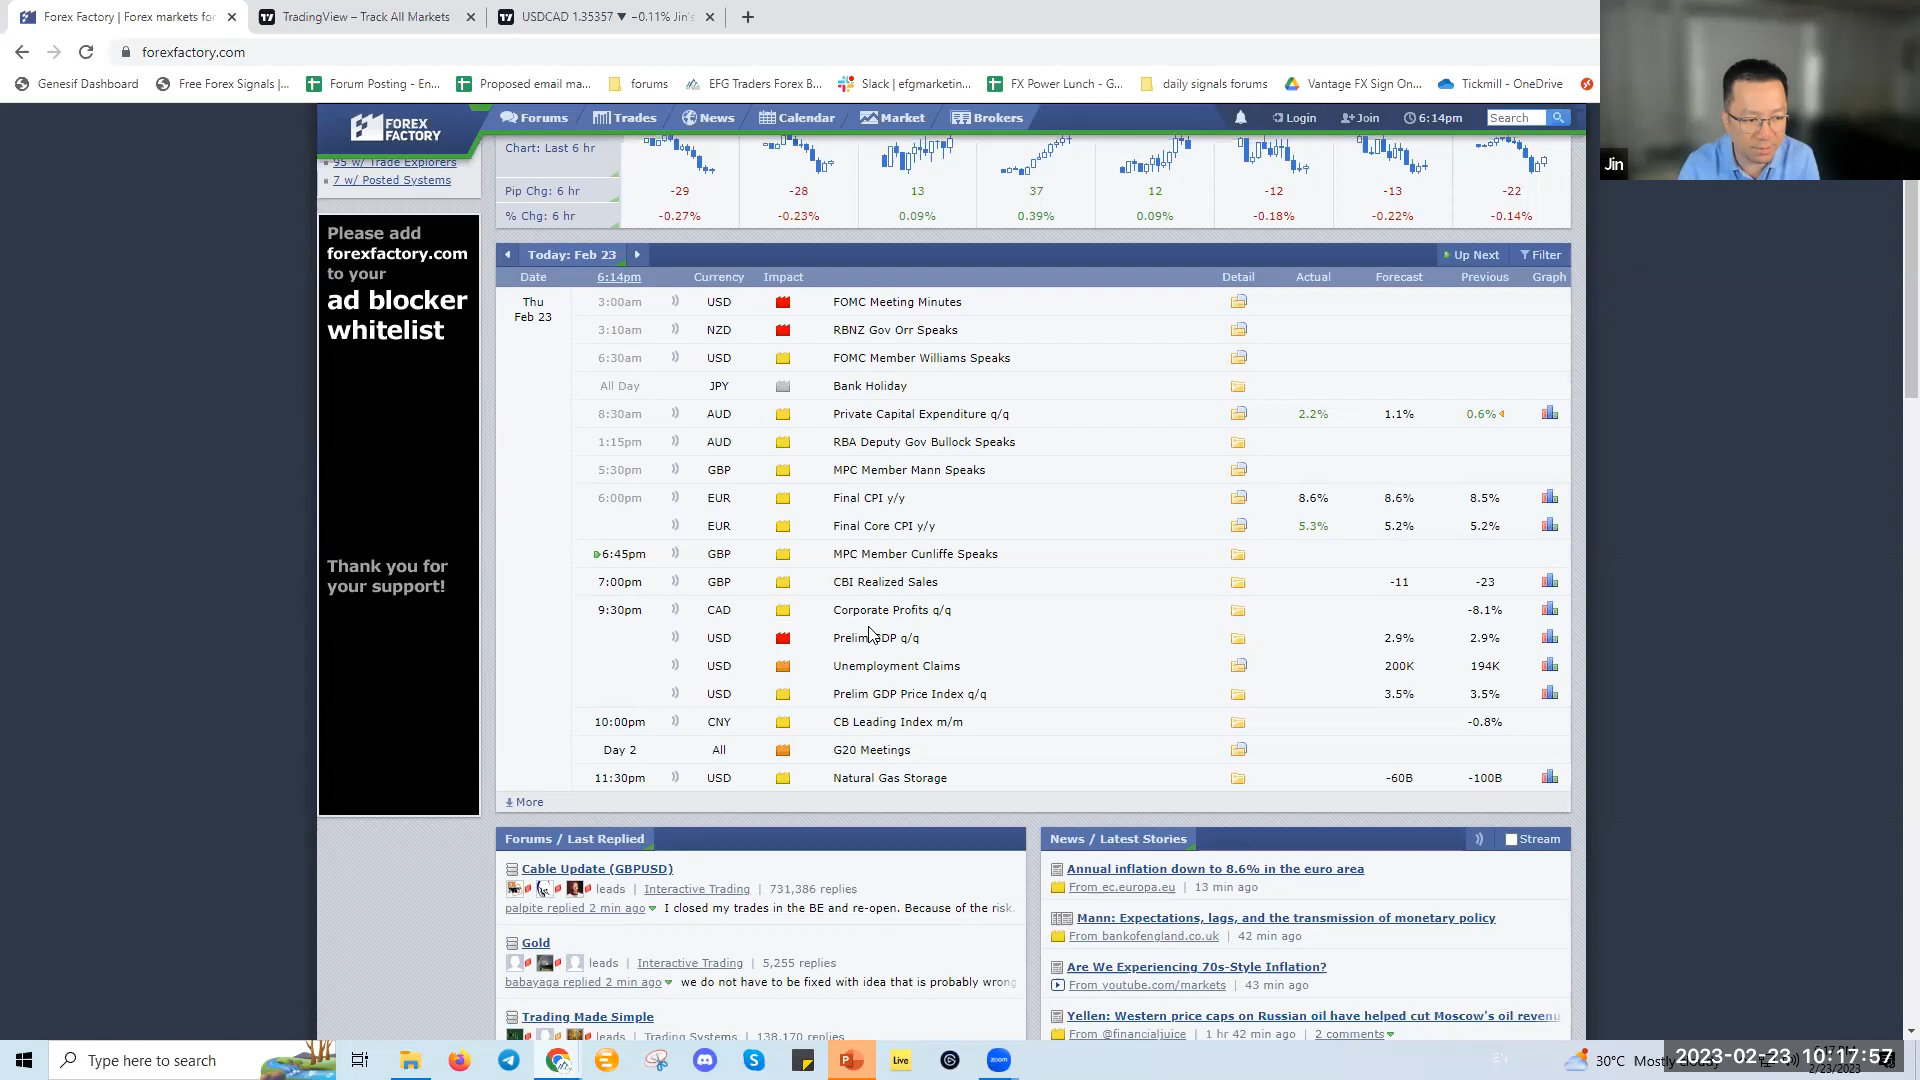 Forex Factory | Forex markets for
TradingView – Track All Markets
USDCAD 1.35357 ▼ −0.11% Jin's
forexfactory.com
Genesif Dashboard
Free Forex Signals |...
Forum Posting - En...
Proposed email ma...
forums
EFG Traders Forex B...
Slack | efgmarketin...
FX Power Lunch - G...
daily signals forums
Vantage FX Sign On...
Tickmill - OneDrive
FOREX FACTORY
Forums
Trades
News
Calendar
Market
Brokers
Login
Join
6:14pm
Search
Jin
95 w/ Trade Explorers
7 w/ Posted Systems
Chart: Last 6 hr
Pip Chg: 6 hr -29 -28 13 37 12 -12 -13 -22
% Chg: 6 hr -0.27% -0.23% 0.09% 0.39% 0.09% -0.18% -0.22% -0.14%
Please add
forexfactory.com
to your
ad blocker
whitelist
Thank you for
your support!
Today: Feb 23 Up Next Filter
Date 6:14pm Currency Impact Detail Actual Forecast Previous Graph
Thu
Feb 23
3:00am USD FOMC Meeting Minutes
3:10am NZD RBNZ Gov Orr Speaks
6:30am USD FOMC Member Williams Speaks
All Day JPY Bank Holiday
8:30am AUD Private Capital Expenditure q/q 2.2% 1.1% 0.6%
1:15pm AUD RBA Deputy Gov Bullock Speaks
5:30pm GBP MPC Member Mann Speaks
6:00pm EUR Final CPI y/y 8.6% 8.6% 8.5%
EUR Final Core CPI y/y 5.3% 5.2% 5.2%
6:45pm GBP MPC Member Cunliffe Speaks
7:00pm GBP CBI Realized Sales -11 -23
9:30pm CAD Corporate Profits q/q -8.1%
USD Prelim GDP q/q 2.9% 2.9%
USD Unemployment Claims 200K 194K
USD Prelim GDP Price Index q/q 3.5% 3.5%
10:00pm CNY CB Leading Index m/m -0.8%
Day 2 All G20 Meetings
11:30pm USD Natural Gas Storage -60B -100B
More
Forums / Last Replied
Cable Update (GBPUSD)
leads | Interactive Trading | 731,386 replies
palpite replied 2 min ago I closed my trades in the BE and re-open. Because of the risk.
Gold
leads | Interactive Trading | 5,255 replies
babayaga replied 2 min ago we do not have to be fixed with idea that is probably wrong
Trading Made Simple
leads | Trading Systems | 138,170 replies
News / Latest Stories
Stream
Annual inflation down to 8.6% in the euro area
From ec.europa.eu | 13 min ago
Mann: Expectations, lags, and the transmission of monetary policy
From bankofengland.co.uk | 42 min ago
Are We Experiencing 70s-Style Inflation?
From youtube.com/markets | 43 min ago
Yellen: Western price caps on Russian oil have helped cut Moscow's oil revenu
From @financialjuice | 1 hr 42 min ago | 2 comments
Type here to search
Live
zoom
30°C Mostly
2023-02-23 10:17:57
2/23/2023